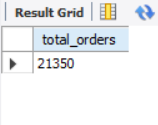 Result Grid
total_orders
21350